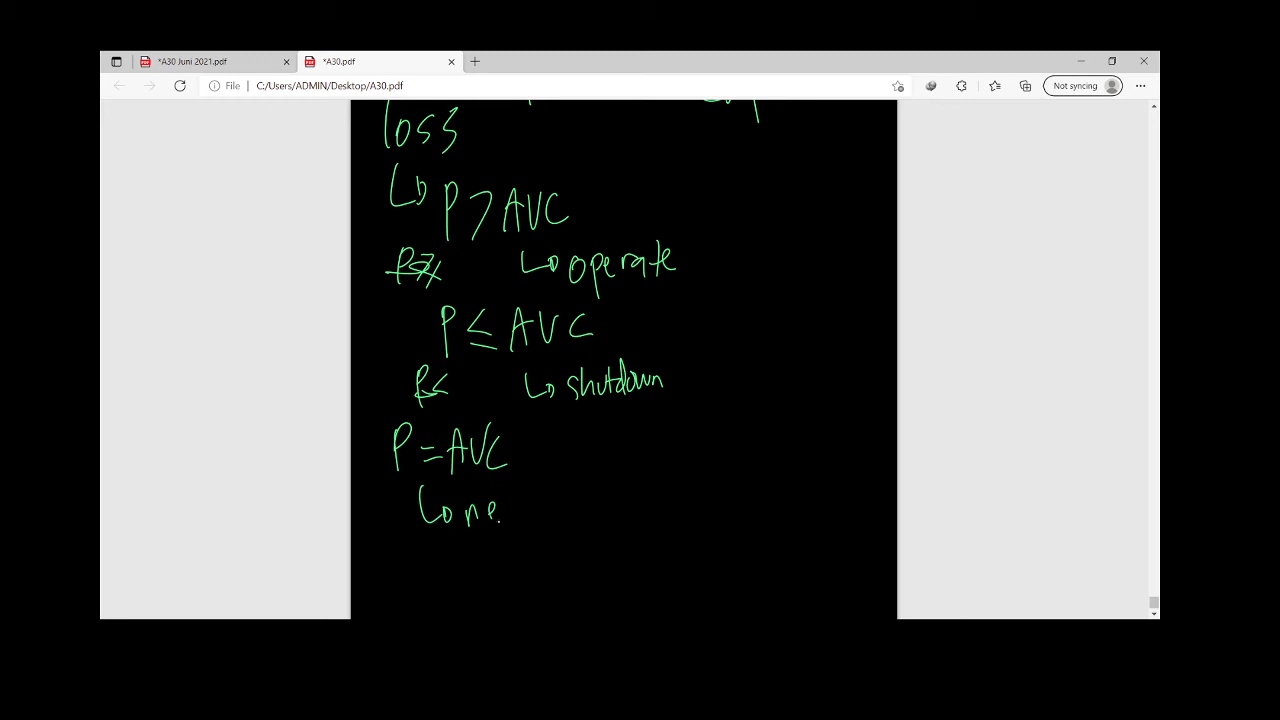 *A30 Juni 2021.pdf
*A30.pdf
File C:/Users/ADMIN/Desktop/A30.pdf
Not syncing
loss
P > AVC
operate
P ≤ AVC
P<
shutdown
P = AVC
ne